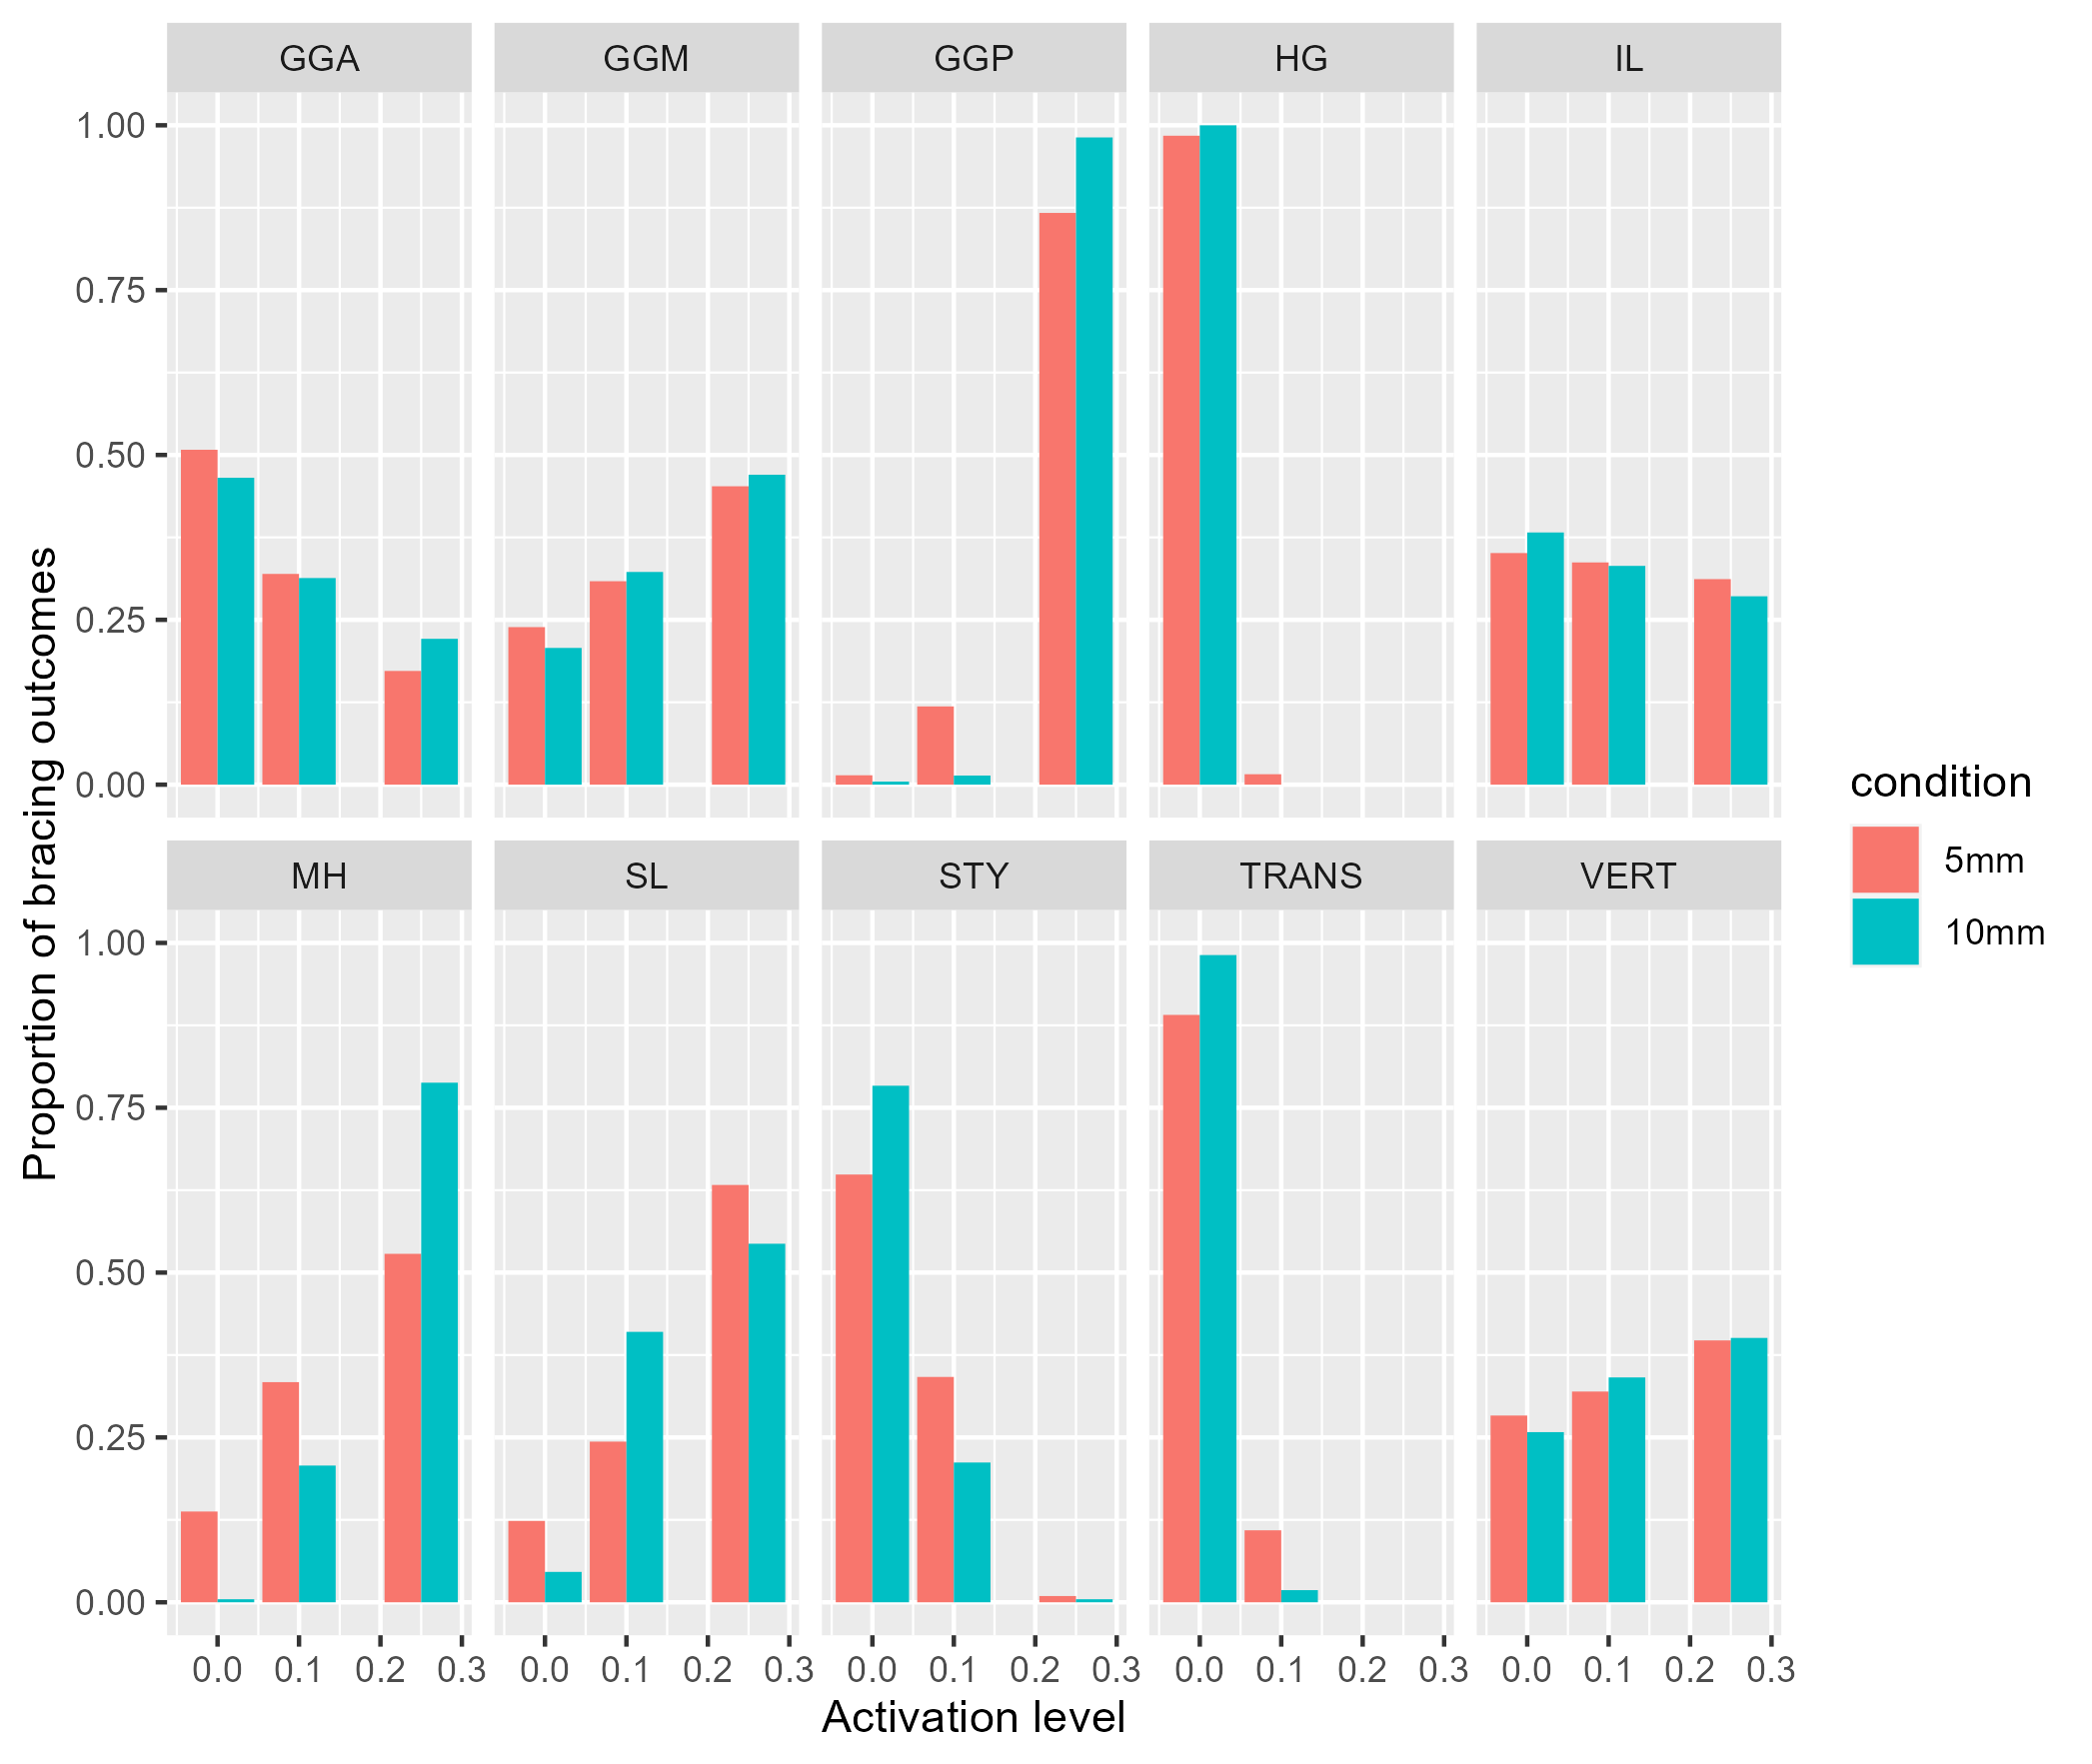 GGA GGM GGP HG IL
1.00
0.75
0.50
0.25
0.00
MH SL STY TRANS VERT
1.00
0.75
0.50
0.25
0.00
0.0 0.1 0.2 0.3 0.0 0.1 0.2 0.3 0.0 0.1 0.2 0.3 0.0 0.1 0.2 0.3 0.0 0.1 0.2 0.3
Activation level
Proportion of bracing outcomes
condition
5mm
10mm